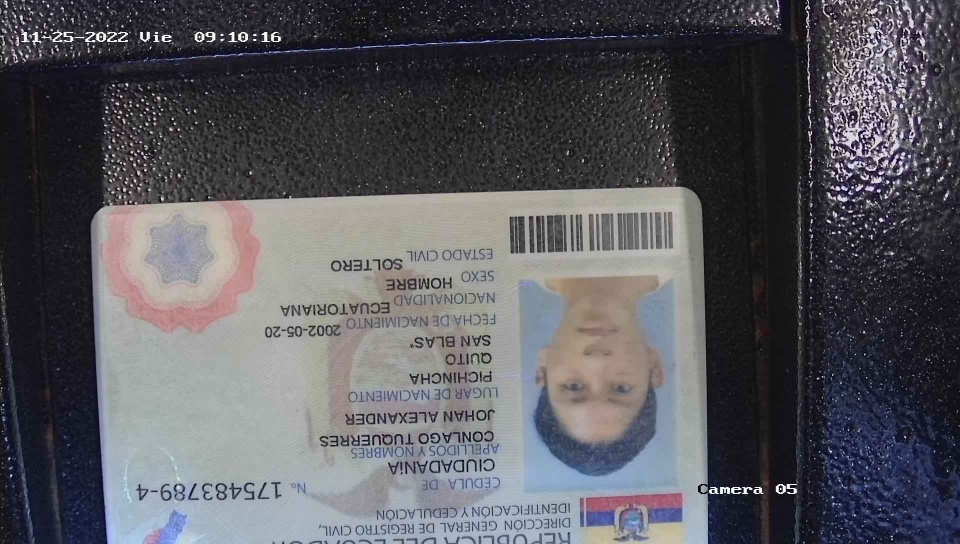 11-25-2022 Vie 09:10:16
Camera 05
REPÚBLICA DEL ECUADOR
DIRECCIÓN GENERAL DE REGISTRO CIVIL,
IDENTIFICACIÓN Y CEDULACIÓN
CÉDULA DE
CIUDADANÍA
Nº 175483789-4
APELLIDOS Y NOMBRES
CONLAGO TUQUERRES
JOHAN ALEXANDER
LUGAR DE NACIMIENTO
PICHINCHA
QUITO
SAN BLAS
FECHA DE NACIMIENTO 2002-05-20
NACIONALIDAD ECUATORIANA
SEXO HOMBRE
ESTADO CIVIL SOLTERO